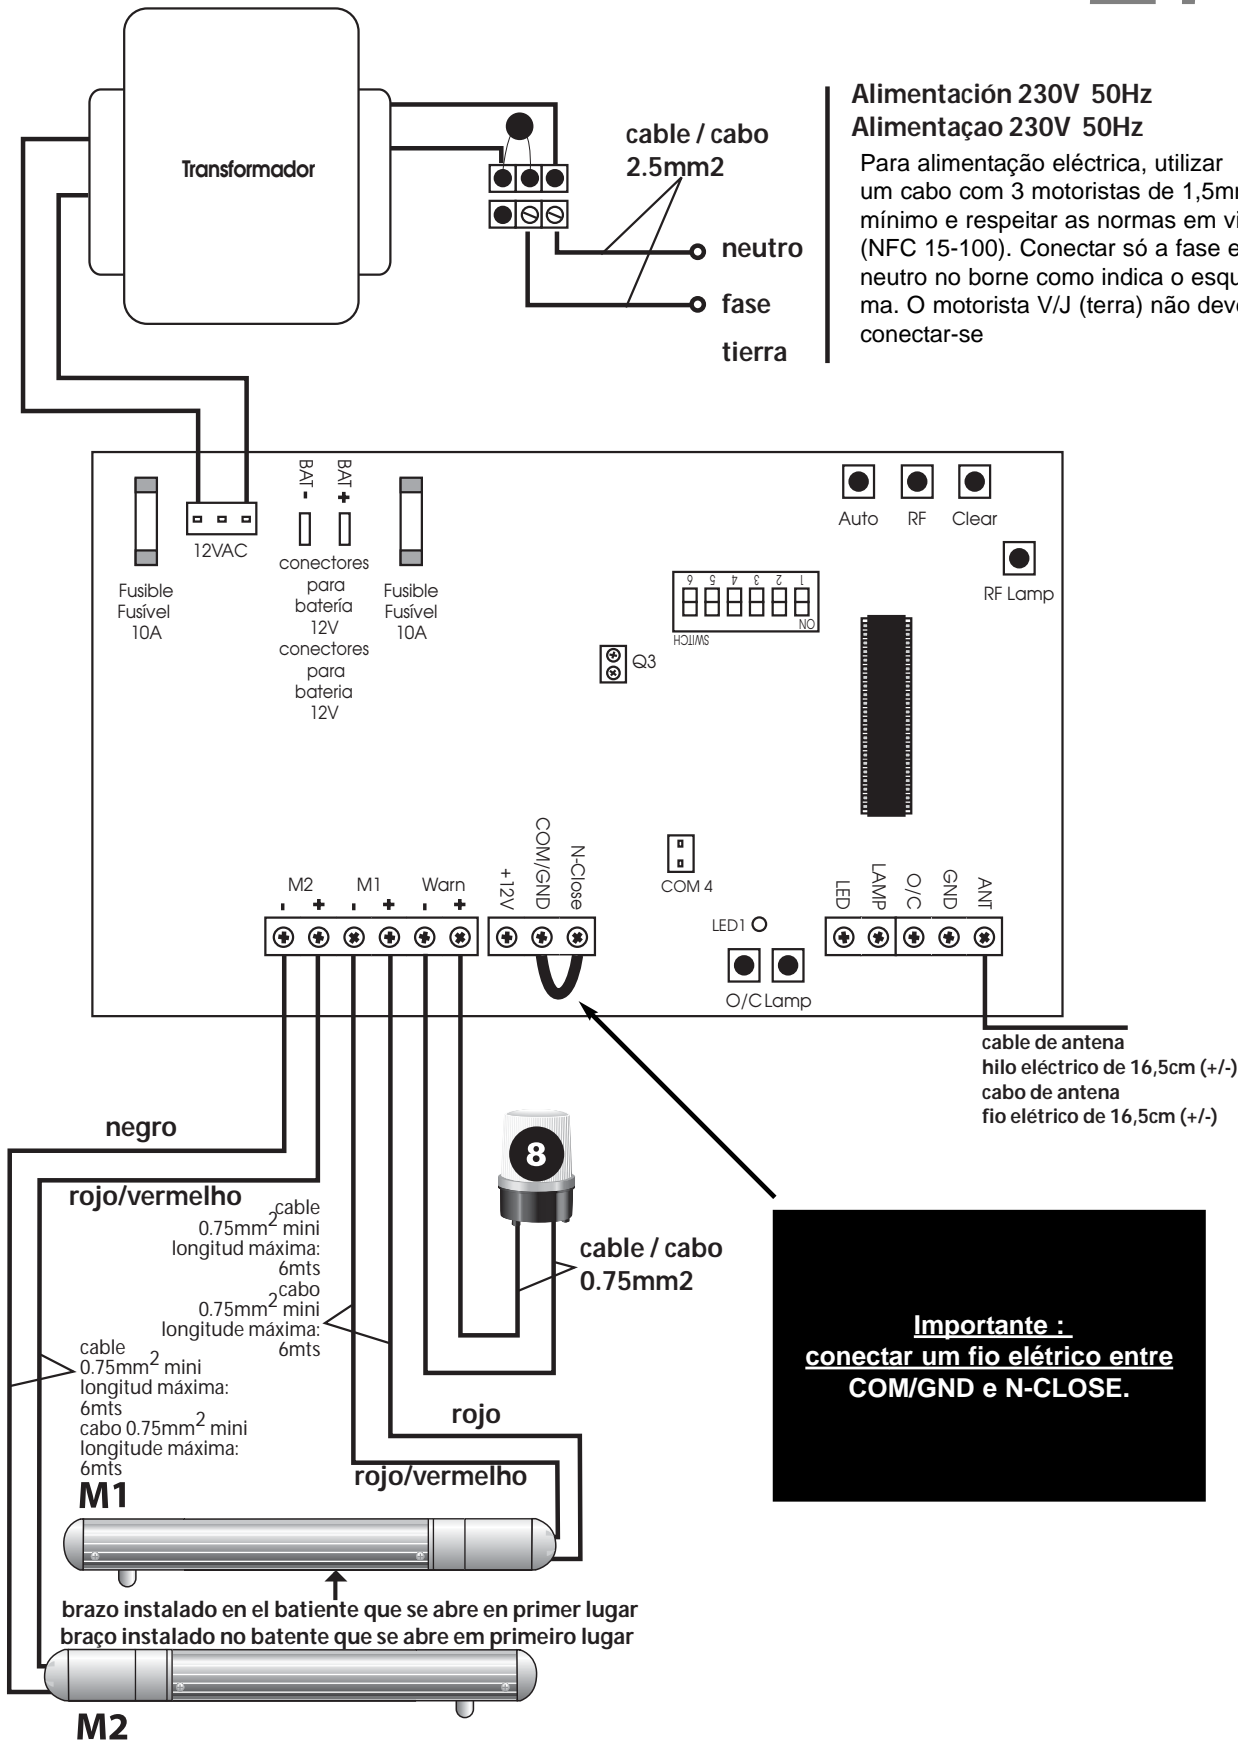 Alimentación 230V 50Hz
Alimentaçao 230V 50Hz
Para alimentação eléctrica, utilizar
um cabo com 3 motoristas de 1,5m
mínimo e respeitar as normas em vi
(NFC 15-100). Conectar só a fase e
neutro no borne como indica o esqu
ma. O motorista V/J (terra) não deve
conectar-se
Transformador
cable / cabo
2.5mm2
neutro
fase
tierra
BAT -
BAT +
12VAC
Fusible
Fusível
10A
conectores
para
batería
12V
conectores
para
bateria
12V
Fusible
Fusível
10A
Auto
RF
Clear
RF Lamp
6 5 4 3 2 1
ON
SWITCH
Q3
COM 4
M2
M1
Warn
- + - + - +
+12V
COM/GND
N-Close
LED1
O/C
Lamp
LED
LAMP
O/C
GND
ANT
cable de antena
hilo eléctrico de 16,5cm (+/-)
cabo de antena
fio elétrico de 16,5cm (+/-)
negro
rojo/vermelho
cable
0.75mm2 mini
longitud máxima:
6mts
cabo
0.75mm2 mini
longitude máxima:
6mts
8
cable / cabo
0.75mm2
Importante :
conectar um fio elétrico entre
COM/GND e N-CLOSE.
cable
0.75mm2 mini
longitud máxima:
6mts
cabo 0.75mm2 mini
longitude máxima:
6mts
rojo
rojo/vermelho
M1
brazo instalado en el batiente que se abre en primer lugar
braço instalado no batente que se abre em primeiro lugar
M2